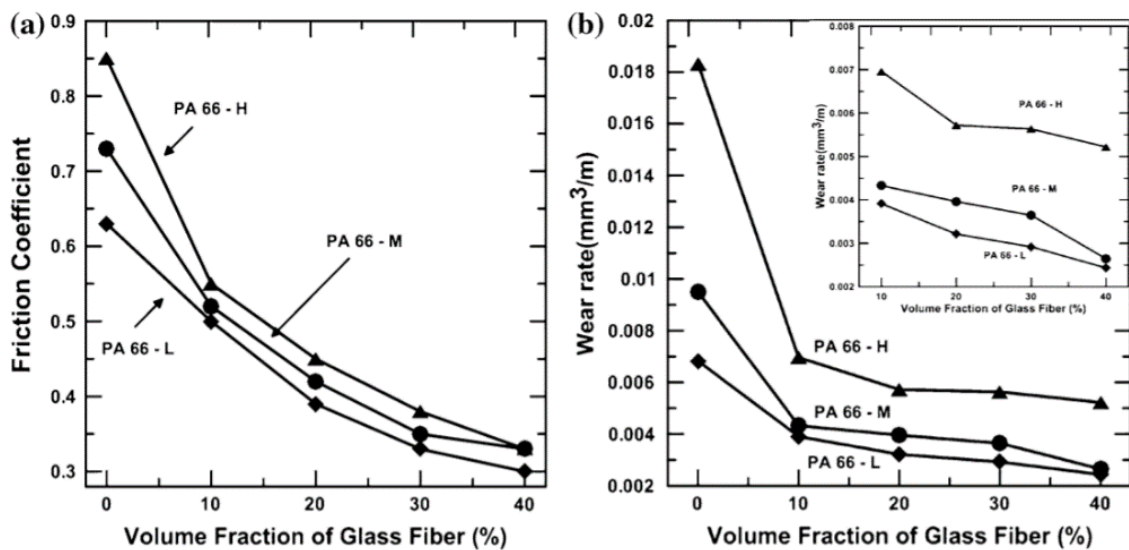 (a)
0.9
0.8
0.7
0.6
0.5
0.4
0.3
Friction Coefficient
PA 66 - H
PA 66 - M
PA 66 - L
0 10 20 30 40
Volume Fraction of Glass Fiber (%)
(b)
0.02
0.018
0.016
0.014
0.012
0.01
0.008
0.006
0.004
0.002
Wear rate(mm³/m)
PA 66 - H
PA 66 - M
PA 66 - L
0 10 20 30 40
Volume Fraction of Glass Fiber (%)
0.008
0.007
0.006
0.005
0.004
0.003
0.002
Wear rate(mm³/m)
PA 66 - H
PA 66 - M
PA 66 - L
10 20 30 40
Volume Fraction of Glass Fiber (%)